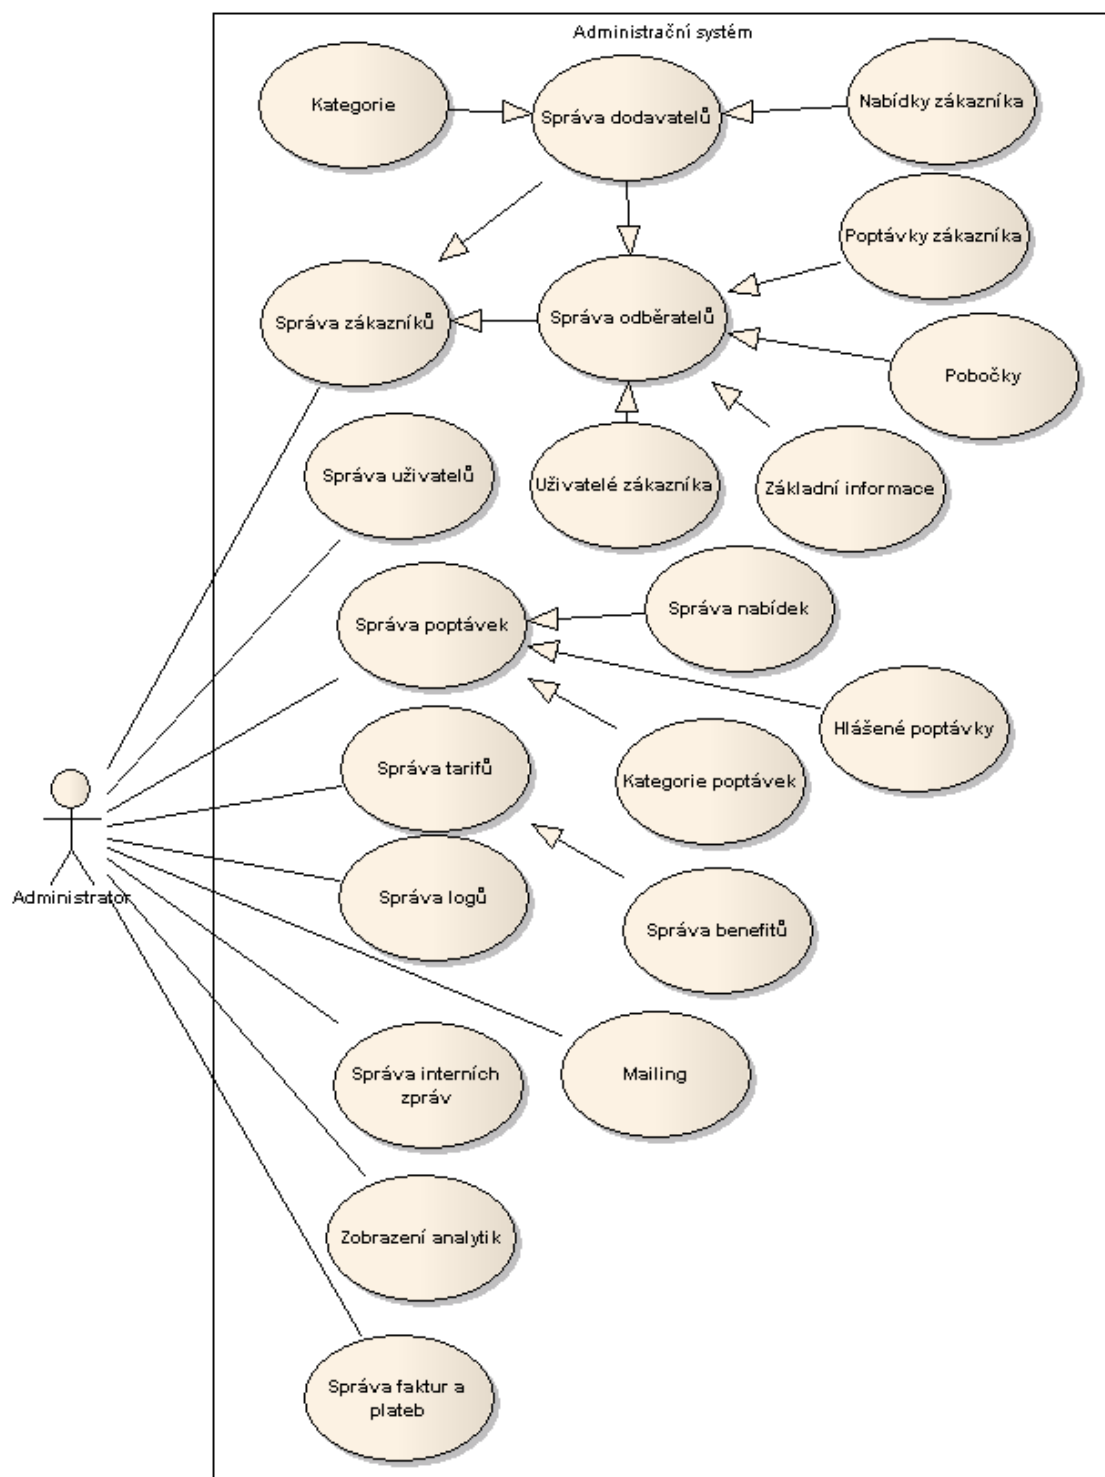 Administrační systém
Kategorie
Správa dodavatelů
Nabídky zákazníka
Poptávky zákazníka
Správa zákazníků
Správa odběratelů
Pobočky
Správa uživatelů
Uživatelé zákazníka
Základní informace
Správa poptávek
Správa nabídek
Hlášené poptávky
Správa tarifů
Kategorie poptávek
Administrator
Správa logů
Správa benefitů
Správa interních
zpráv
Mailing
Zobrazení analytik
Správa faktur a
plateb